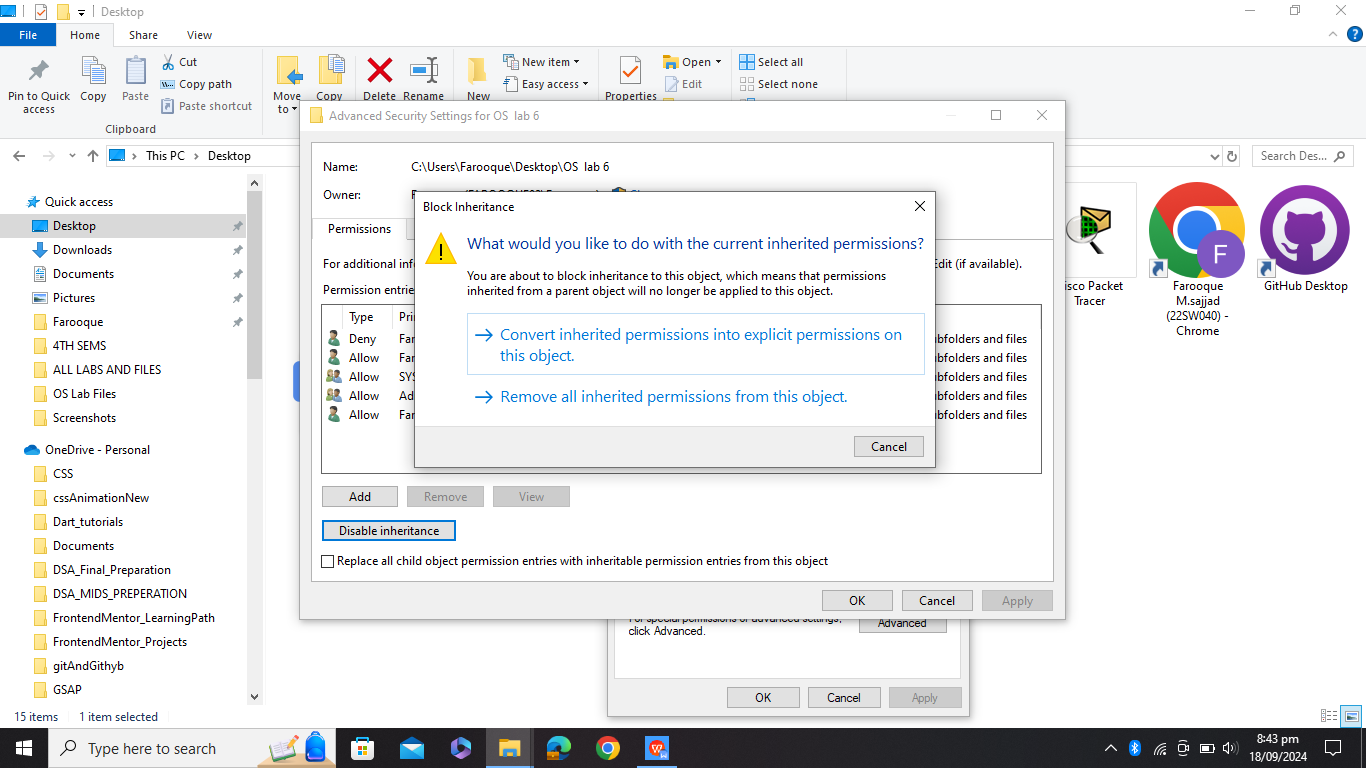 Desktop
File
Home
Share
View
Pin to Quick
access
Copy
Paste
Cut
Copy path
Paste shortcut
Clipboard
Move
to
Copy
Delete
Rename
New
New item
Easy access
Properties
Open
Edit
Select all
Select none
This PC
Desktop
Search Des...
Quick access
Desktop
Downloads
Documents
Pictures
Farooque
4TH SEMS
ALL LABS AND FILES
OS Lab Files
Screenshots
OneDrive - Personal
CSS
cssAnimationNew
Dart_tutorials
Documents
DSA_Final_Preparation
DSA_MIDS_PREPERATION
FrontendMentor_LearningPath
FrontendMentor_Projects
gitAndGithyb
GSAP
15 items
1 item selected
Advanced Security Settings for OS  lab 6
Name:
C:\Users\Farooque\Desktop\OS  lab 6
Owner:
Permissions
For additional info
Edit (if available).
Permission entrie
Type
Pri
Deny
Far
bfolders and files
Allow
Far
bfolders and files
Allow
SYS
bfolders and files
Allow
Ad
bfolders and files
Allow
Far
bfolders and files
Add
Remove
View
Disable inheritance
Replace all child object permission entries with inheritable permission entries from this object
OK
Cancel
Apply
Block Inheritance
What would you like to do with the current inherited permissions?
You are about to block inheritance to this object, which means that permissions
inherited from a parent object will no longer be applied to this object.
Convert inherited permissions into explicit permissions on
this object.
Remove all inherited permissions from this object.
Cancel
For special permissions or advanced settings,
click Advanced.
Advanced
OK
Cancel
Apply
isco Packet
Tracer
F
Farooque
M.sajjad
(22SW040) -
Chrome
GitHub Desktop
Type here to search
8:43 pm
18/09/2024